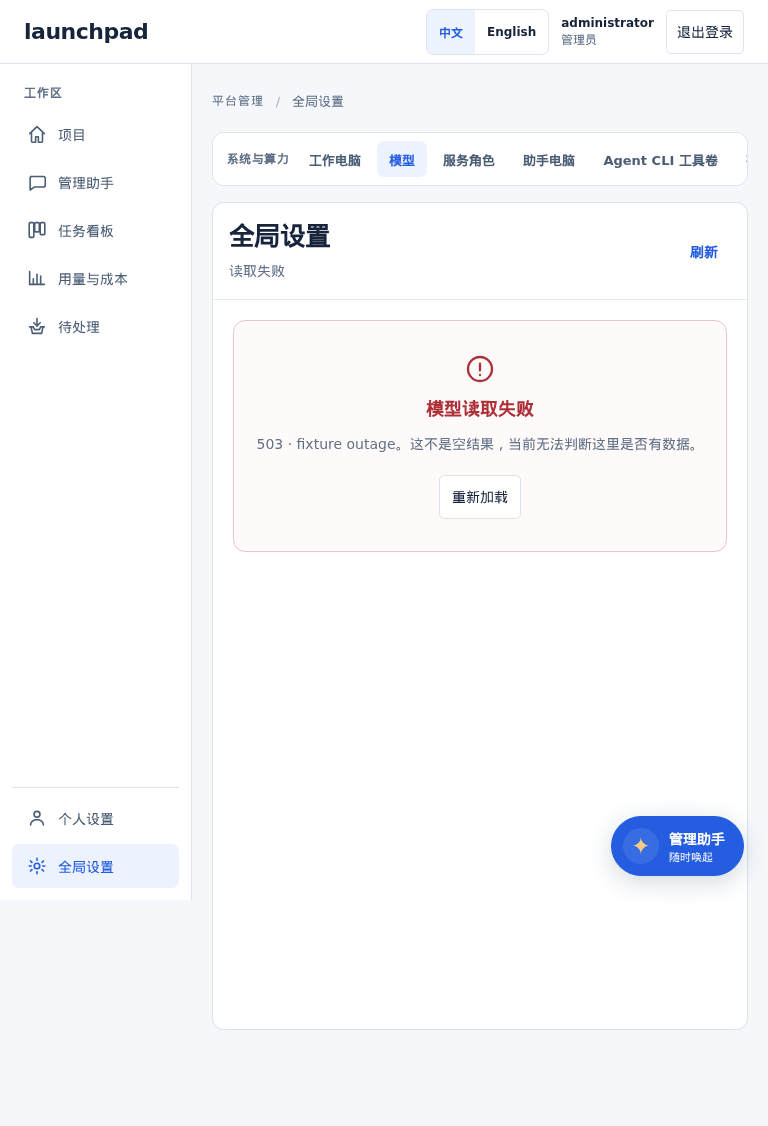 launchpad
中文
English
administrator
管理员
退出登录
工作区
项目
管理助手
任务看板
用量与成本
待处理
个人设置
全局设置
平台管理 / 全局设置
系统与算力
工作电脑
模型
服务角色
助手电脑
Agent CLI 工具卷
全局设置
读取失败
刷新
模型读取失败
503 · fixture outage。这不是空结果，当前无法判断这里是否有数据。
重新加载
管理助手
随时唤起